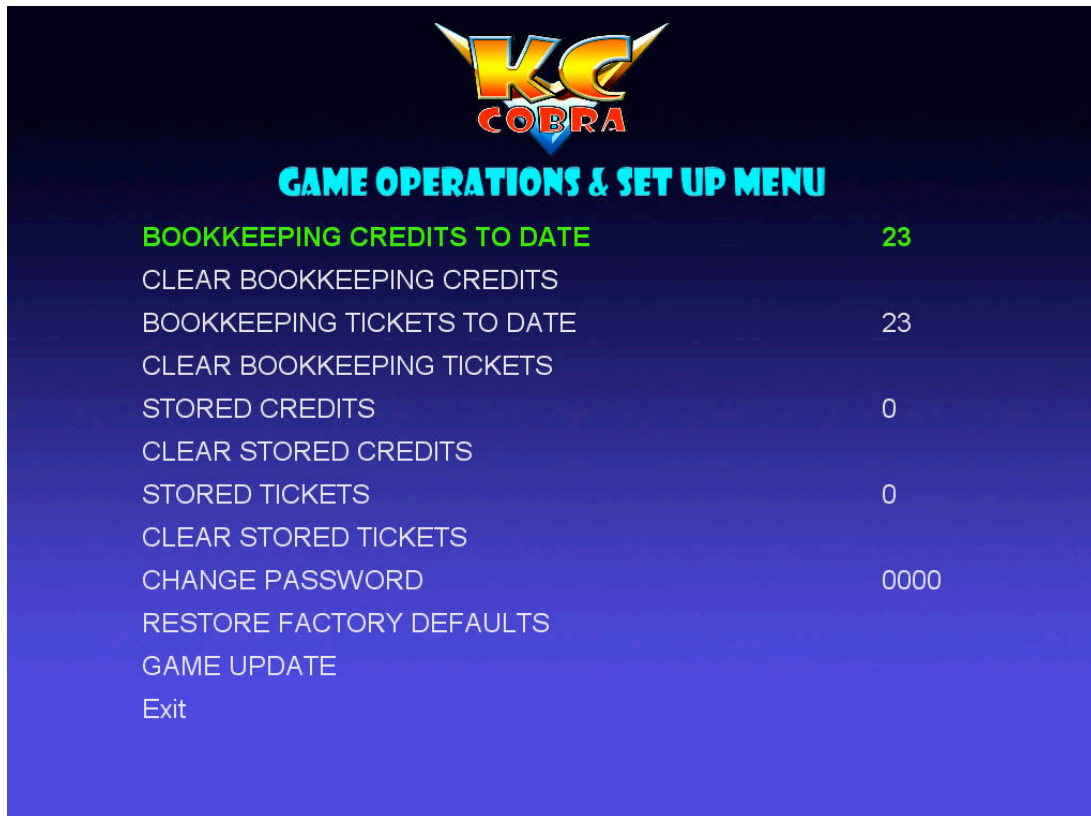 KC
COBRA
GAME OPERATIONS & SET UP MENU
BOOKKEEPING CREDITS TO DATE 23
CLEAR BOOKKEEPING CREDITS
BOOKKEEPING TICKETS TO DATE 23
CLEAR BOOKKEEPING TICKETS
STORED CREDITS 0
CLEAR STORED CREDITS
STORED TICKETS 0
CLEAR STORED TICKETS
CHANGE PASSWORD 0000
RESTORE FACTORY DEFAULTS
GAME UPDATE
Exit